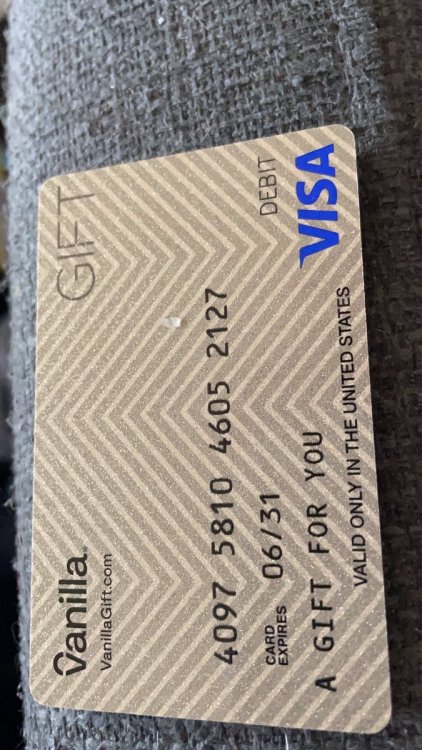 Vanilla.
GIFT
VanillaGift.com
4097 5810 4605 2127
CARD
EXPIRES
06/31
DEBIT
A GIFT FOR YOU
VISA
VALID ONLY IN THE UNITED STATES